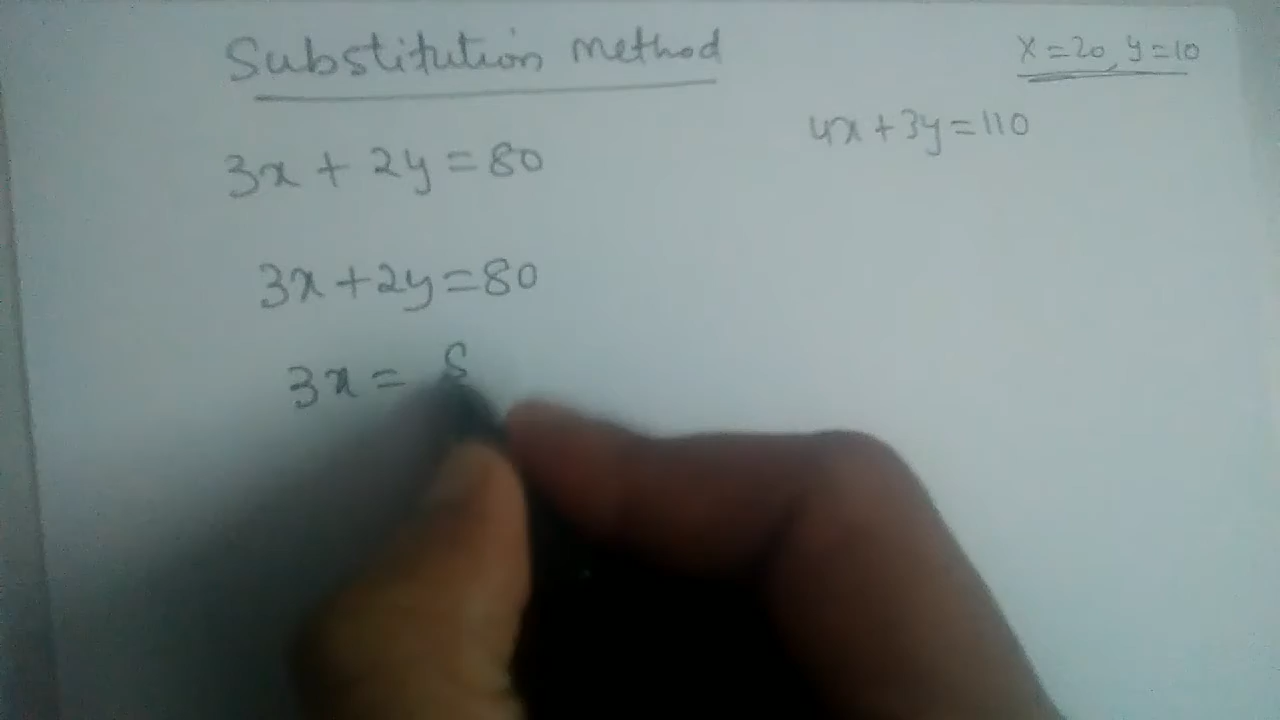 Substitution method
x=20, y=10
4x+3y=110
3x+2y=80
3x+2y=80
3x=